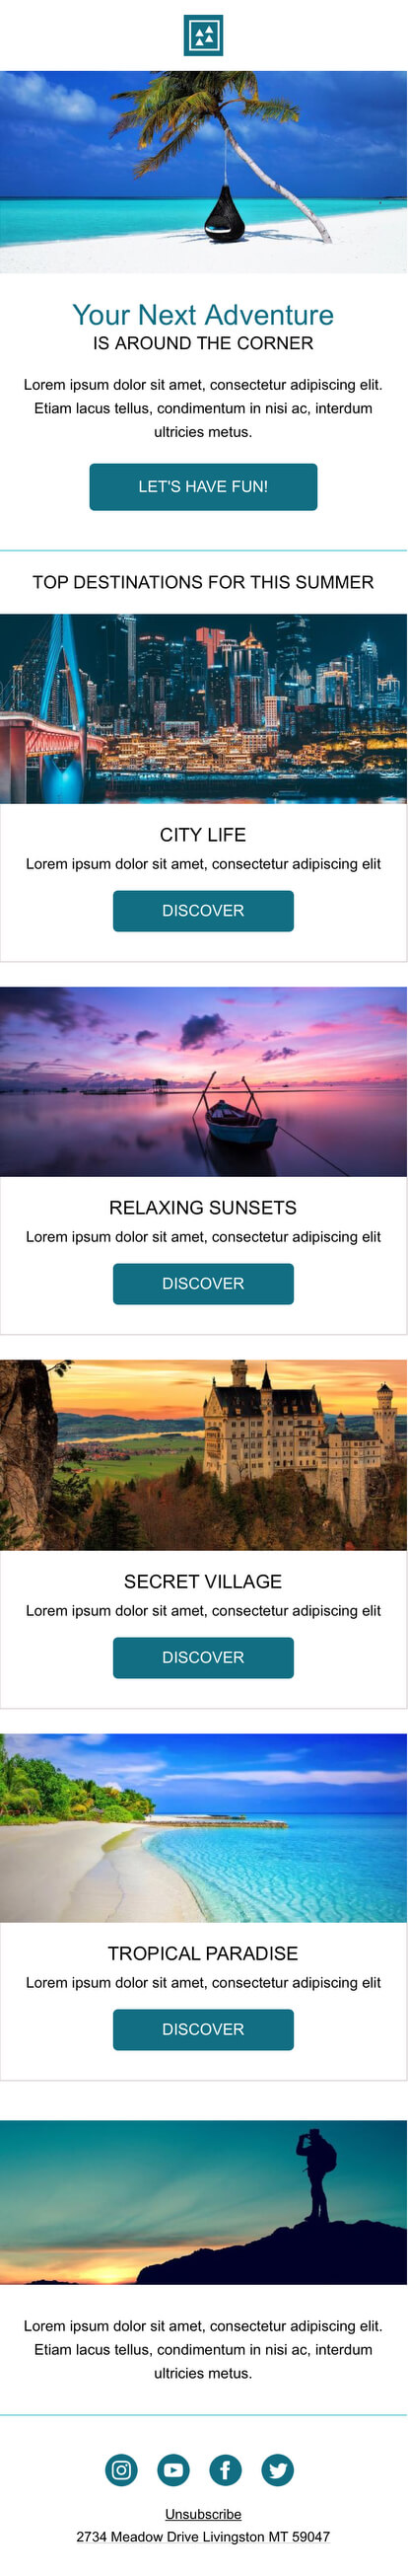 Your Next Adventure
IS AROUND THE CORNER
Lorem ipsum dolor sit amet, consectetur adipiscing elit.
Etiam lacus tellus, condimentum in nisi ac, interdum
ultricies metus.
LET'S HAVE FUN!
TOP DESTINATIONS FOR THIS SUMMER
CITY LIFE
Lorem ipsum dolor sit amet, consectetur adipiscing elit
DISCOVER
RELAXING SUNSETS
Lorem ipsum dolor sit amet, consectetur adipiscing elit
DISCOVER
SECRET VILLAGE
Lorem ipsum dolor sit amet, consectetur adipiscing elit
DISCOVER
TROPICAL PARADISE
Lorem ipsum dolor sit amet, consectetur adipiscing elit
DISCOVER
Lorem ipsum dolor sit amet, consectetur adipiscing elit.
Etiam lacus tellus, condimentum in nisi ac, interdum
ultricies metus.
Unsubscribe
2734 Meadow Drive Livingston MT 59047